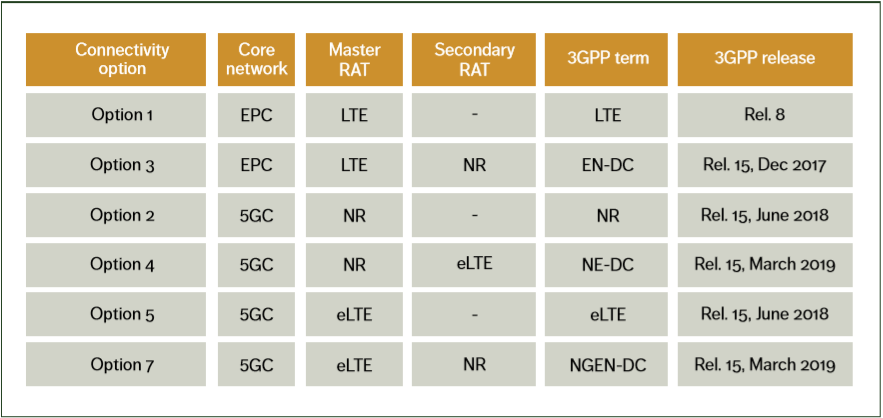 Connectivity option Core network Master RAT Secondary RAT 3GPP term 3GPP release
Option 1 EPC LTE - LTE Rel. 8
Option 3 EPC LTE NR EN-DC Rel. 15, Dec 2017
Option 2 5GC NR - NR Rel. 15, June 2018
Option 4 5GC NR eLTE NE-DC Rel. 15, March 2019
Option 5 5GC eLTE - eLTE Rel. 15, June 2018
Option 7 5GC eLTE NR NGEN-DC Rel. 15, March 2019